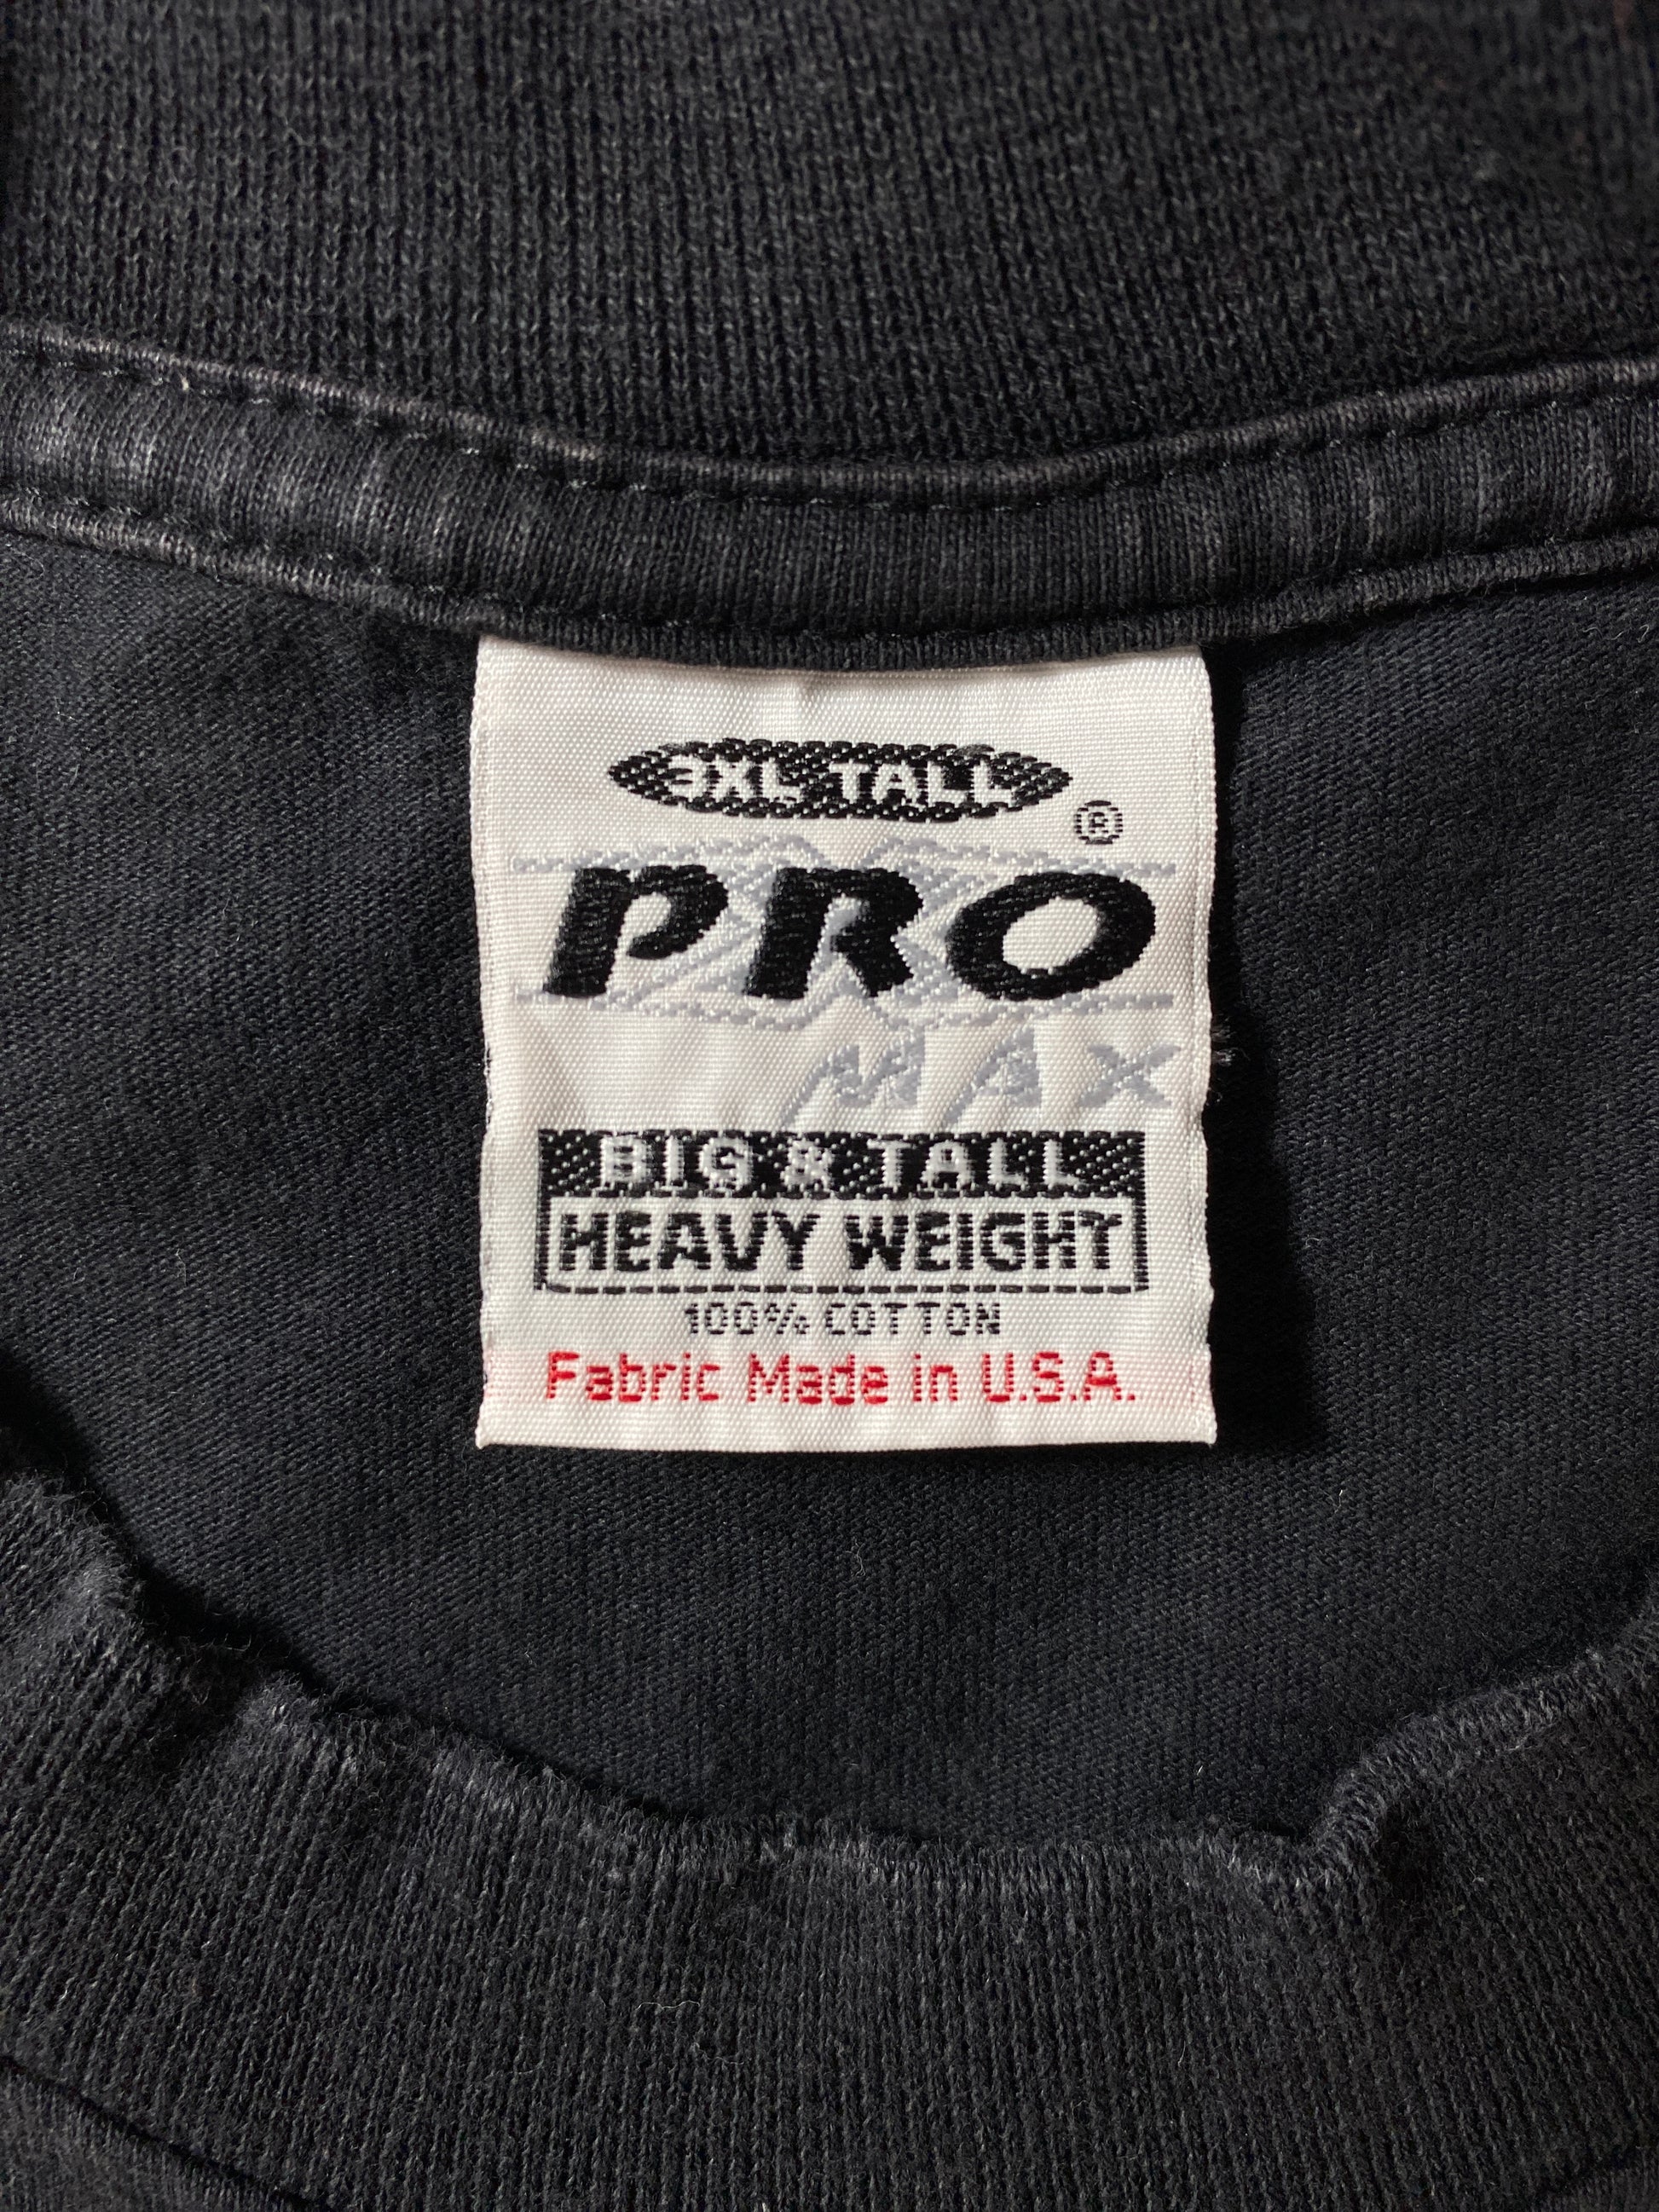 3XL TALL
®
PRO
MAX
BIG & TALL
HEAVY WEIGHT
100% COTTON
Fabric Made in U.S.A.